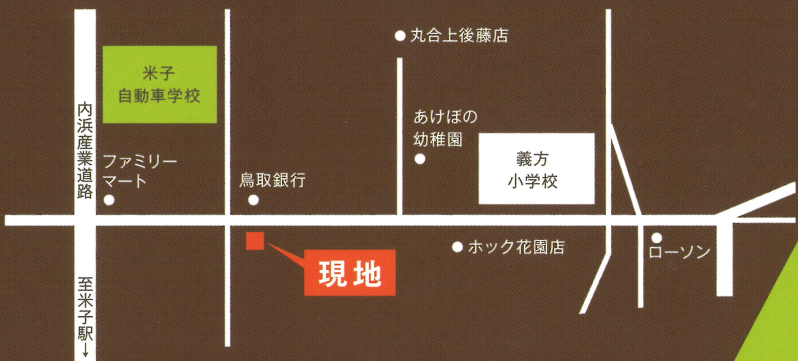 丸合上後藤店
米子
自動車学校
内浜産業道路
あけぼの
幼稚園
義方
小学校
ファミリー
マート
鳥取銀行
ホック花園店
ローソン
現地
至米子駅→